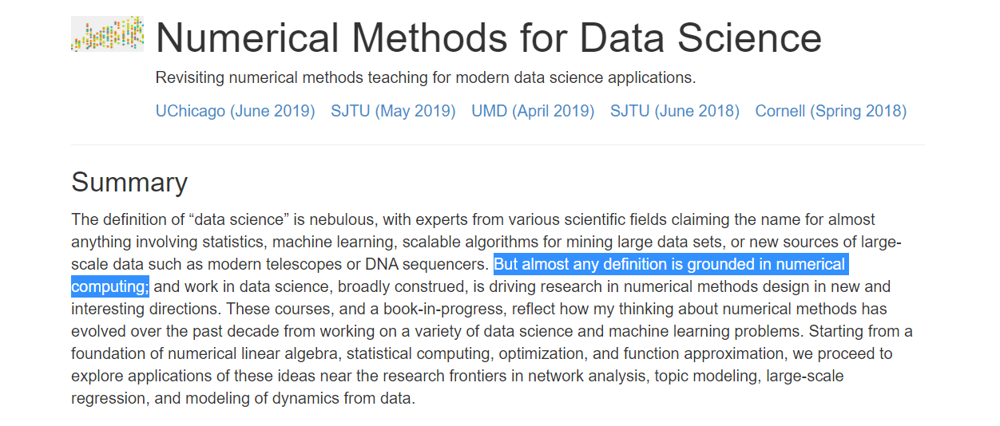 Numerical Methods for Data Science
Revisiting numerical methods teaching for modern data science applications.
UChicago (June 2019) SJTU (May 2019) UMD (April 2019) SJTU (June 2018) Cornell (Spring 2018)
Summary
The definition of “data science” is nebulous, with experts from various scientific fields claiming the name for almost
anything involving statistics, machine learning, scalable algorithms for mining large data sets, or new sources of large-
scale data such as modern telescopes or DNA sequencers. But almost any definition is grounded in numerical
computing; and work in data science, broadly construed, is driving research in numerical methods design in new and
interesting directions. These courses, and a book-in-progress, reflect how my thinking about numerical methods has
evolved over the past decade from working on a variety of data science and machine learning problems. Starting from a
foundation of numerical linear algebra, statistical computing, optimization, and function approximation, we proceed to
explore applications of these ideas near the research frontiers in network analysis, topic modeling, large-scale
regression, and modeling of dynamics from data.